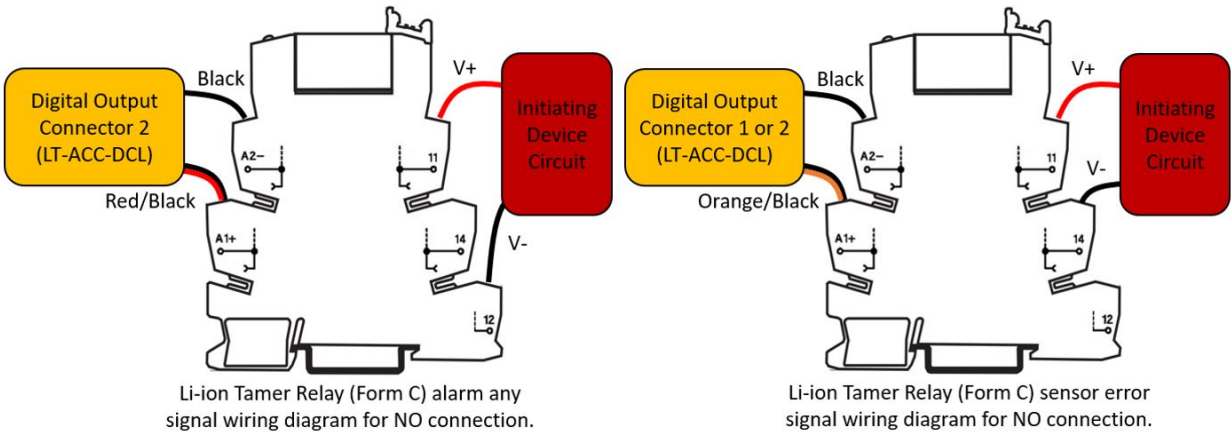 Black
V+
Digital Output
Connector 2
(LT-ACC-DCL)
Initiating
Device
Circuit
A2−
11
Red/Black
V-
A1+
14
12
Li-ion Tamer Relay (Form C) alarm any
signal wiring diagram for NO connection.
Black
V+
Digital Output
Connector 1 or 2
(LT-ACC-DCL)
Initiating
Device
Circuit
A2−
11
V-
Orange/Black
A1+
14
12
Li-ion Tamer Relay (Form C) sensor error
signal wiring diagram for NO connection.